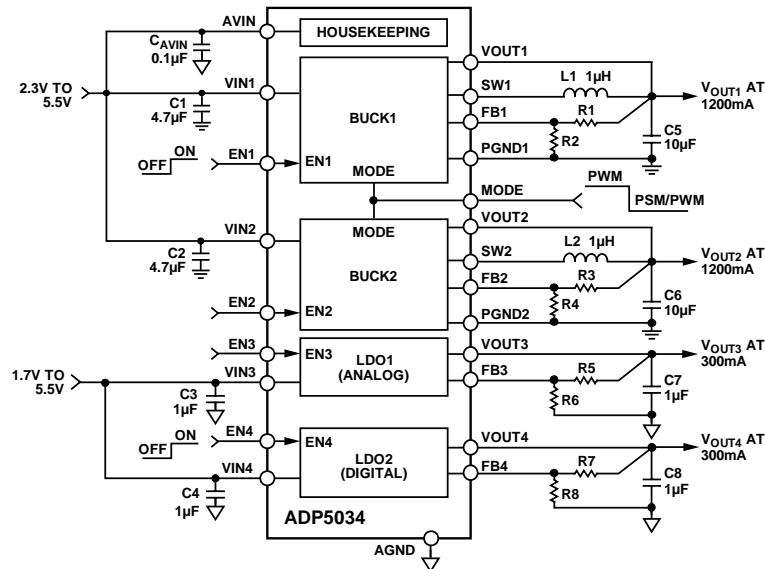 AVIN
HOUSEKEEPING
CAVIN
0.1µF
VOUT1
2.3V TO
5.5V
VIN1
C1
4.7µF
BUCK1
SW1
L1 1µH
VOUT1 AT
1200mA
FB1
R1
R2
C5
10µF
ON
OFF
EN1
EN1
PGND1
MODE
MODE
PWM
PSM/PWM
VIN2
C2
4.7µF
MODE
BUCK2
VOUT2
SW2
L2 1µH
VOUT2 AT
1200mA
FB2
R3
R4
C6
10µF
EN2
EN2
PGND2
EN3
EN3
LDO1
(ANALOG)
VOUT3
VOUT3 AT
300mA
1.7V TO
5.5V
VIN3
C3
1µF
FB3
R5
R6
C7
1µF
ON
OFF
EN4
EN4
LDO2
(DIGITAL)
VOUT4
VOUT4 AT
300mA
VIN4
C4
1µF
FB4
R7
R8
C8
1µF
ADP5034
AGND